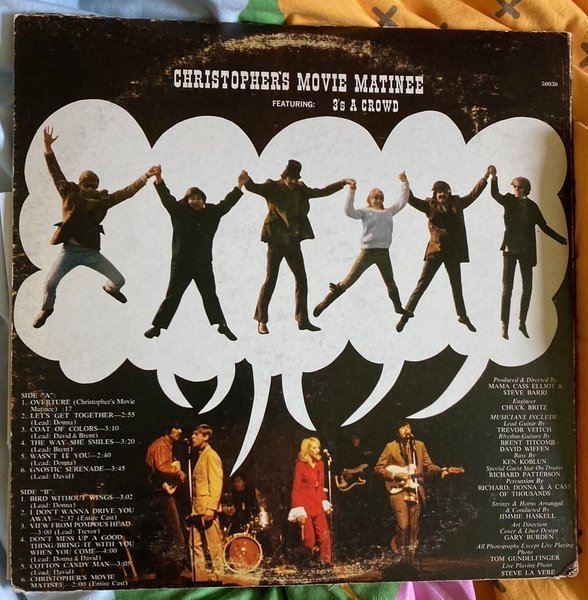 CHRISTOPHER'S MOVIE MATINEE
50030
FEATURING: 3's A CROWD
SIDE "A":
1. OVERTURE (Christopher's Movie
Matinee) :17
2. LET'S GET TOGETHER—2:55
(Lead: Donna)
3. COAT OF COLORS—3:10
(Lead: David & Brent)
4. THE WAY SHE SMILES—3:20
(Lead: Brent)
5. WASN'T IT YOU—2:40
(Lead: Donna)
6. GNOSTIC SERENADE—3:45
(Lead: David)
SIDE "B":
1. BIRD WITHOUT WINGS—3:02
(Lead: Donna)
2. I DON'T WANNA DRIVE YOU
AWAY—2:37 (Entire Cast)
3. VIEW FROM POMPOUS HEAD
—3:00 (Lead: Trevor)
4. DON'T MESS UP A GOOD
THING/BRING IT WITH YOU
WHEN YOU COME—4:00
(Lead: Donna & David)
5. COTTON CANDY MAN—3:05
(Lead: David)
6. CHRISTOPHER'S MOVIE
MATINEE—2:00 (Entire Cast)
Produced & Directed By
MAMA CASS ELLIOT &
STEVE BARRI
Engineer
CHUCK BRITZ
MUSICIANS INCLUDE
Lead Guitar By
TREVOR VEITCH
Rhythm Guitars By
BRENT TITCOMB
DAVID WIFFEN
Bass By
KEN KOBLUN
Special Guest Star On Drums
RICHARD PATTERSON
Percussion By
RICHARD, DONNA & A CAST
OF THOUSANDS
Strings & Horns Arranged
& Conducted By
JIMMIE HASKELL
Art Direction
Cover & Liner Design
GARY BURDEN
All Photographs Except Live Playing
Photo
TOM GUNDELFINGER
Live Playing Photo
STEVE LA VERE